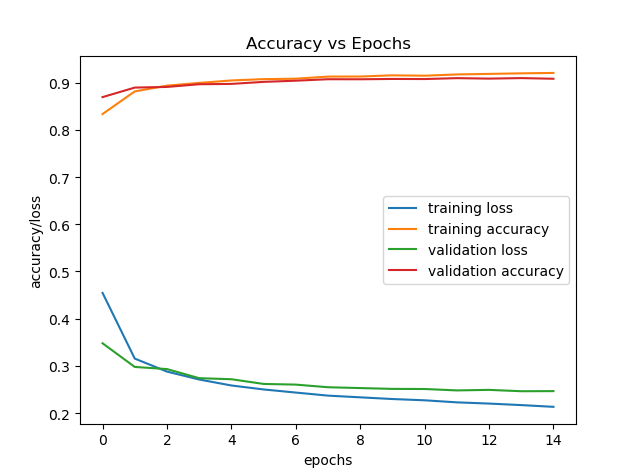 Accuracy vs Epochs
accuracy/loss
0.9
0.8
0.7
0.6
0.5
0.4
0.3
0.2
training loss
training accuracy
validation loss
validation accuracy
0 2 4 6 8 10 12 14
epochs